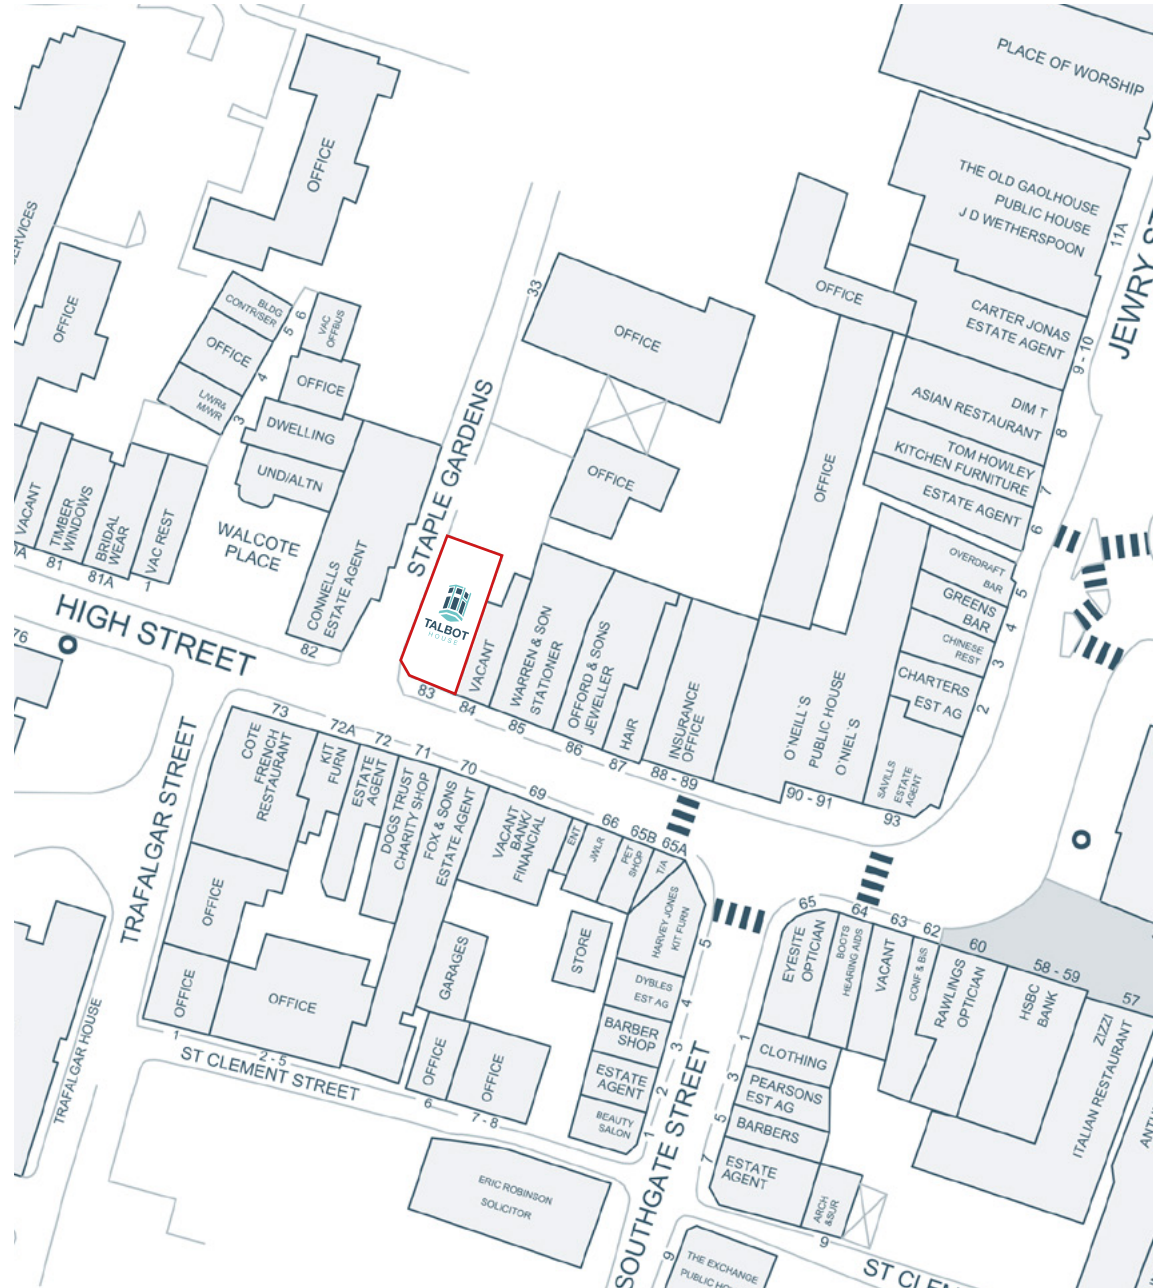 PLACE OF WORSHIP
THE OLD GAOLHOUSE
PUBLIC HOUSE
J D WETHERSPOON
11A
JEWRY
OFFICE
CARTER JONAS
ESTATE AGENT
9 - 10
DIM T
ASIAN RESTAURANT
8
TOM HOWLEY
KITCHEN FURNITURE
7
ESTATE AGENT
6
OVERDRAFT
BAR
5
GREENS
BAR
4
CHINESE
REST
3
CHARTERS
EST AG
2
SAVILLS
ESTATE
AGENT
93
OFFICE
O'NEILL'S
PUBLIC HOUSE
O'NIEL'S
90 - 91
OFFICE
SERVICES
OFFICE
BLDG
CONTR/SER
5
6
VAC
OFFBUS
OFFICE
4
OFFICE
L/WR&
M/WR
3
DWELLING
UND/ALTN
WALCOTE
PLACE
33
OFFICE
OFFICE
STAPLE GARDENS
VACANT
TIMBER
WINDOWS
BRIDAL
WEAR
VAC REST
81
81A
1
CONNELLS
ESTATE AGENT
82
HIGH STREET
76
TALBOT
HOUSE
83
VACANT
84
WARREN & SON
STATIONER
85
OFFORD & SONS
JEWELLER
86
HAIR
87
INSURANCE
OFFICE
88 - 89
TRAFALGAR STREET
73
COTE
FRENCH
RESTAURANT
72A
KIT
FURN
72
ESTATE
AGENT
71
DOGS TRUST
CHARITY SHOP
70
FOX & SONS
ESTATE AGENT
69
VACANT
BANK/
FINANCIAL
ENT
66
JWLR
65B
PET
SHOP
65A
T/A
HARVEY JONES
KIT FURN
5
STORE
DYBLES
EST AG
4
BARBER
SHOP
3
ESTATE
AGENT
2
BEAUTY
SALON
1
OFFICE
OFFICE
1
OFFICE
2-5
GARAGES
OFFICE
6
OFFICE
7 - 8
ST CLEMENT STREET
TRAFALGAR HOUSE
ERIC ROBINSON
SOLICITOR
SOUTHGATE STREET
65
EYESITE
OPTICIAN
64
BOOTS
HEARING AIDS
63
VACANT
62
CONF & BIS
60
RAWLINGS
OPTICIAN
58 - 59
HSBC
BANK
57
ZIZZI
ITALIAN RESTAURANT
1
CLOTHING
3
PEARSONS
EST AG
5
BARBERS
7
ESTATE
AGENT
ARCH
&SUR
9
9
THE EXCHANGE
ST